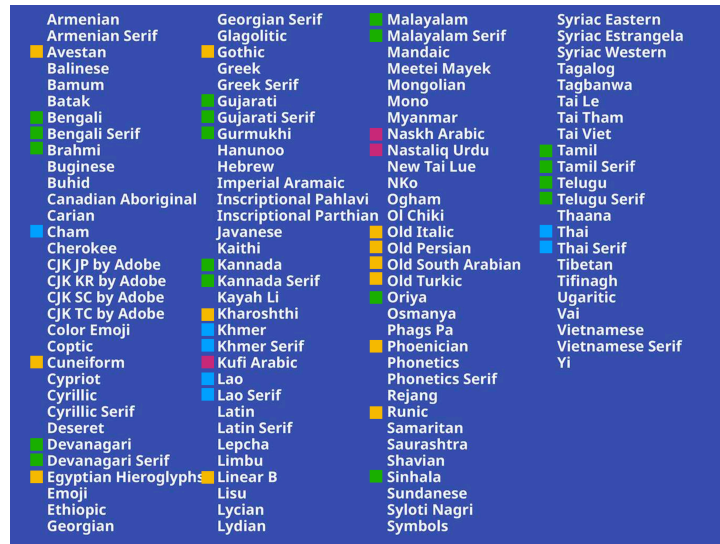 Armenian
Armenian Serif
Avestan
Balinese
Bamum
Batak
Bengali
Bengali Serif
Brahmi
Buginese
Buhid
Canadian Aboriginal
Carian
Cham
Cherokee
CJK JP by Adobe
CJK KR by Adobe
CJK SC by Adobe
CJK TC by Adobe
Color Emoji
Coptic
Cuneiform
Cypriot
Cyrillic
Cyrillic Serif
Deseret
Devanagari
Devanagari Serif
Egyptian Hieroglyphs
Emoji
Ethiopic
Georgian
Georgian Serif
Glagolitic
Gothic
Greek
Greek Serif
Gujarati
Gujarati Serif
Gurmukhi
Hanunoo
Hebrew
Imperial Aramaic
Inscriptional Pahlavi
Inscriptional Parthian
Javanese
Kaithi
Kannada
Kannada Serif
Kayah Li
Kharoshthi
Khmer
Khmer Serif
Kufi Arabic
Lao
Lao Serif
Latin
Latin Serif
Lepcha
Limbu
Linear B
Lisu
Lycian
Lydian
Malayalam
Malayalam Serif
Mandaic
Meetei Mayek
Mongolian
Mono
Myanmar
Naskh Arabic
Nastaliq Urdu
New Tai Lue
NKo
Ogham
Ol Chiki
Old Italic
Old Persian
Old South Arabian
Old Turkic
Oriya
Osmanya
Phags Pa
Phoenician
Phonetics
Phonetics Serif
Rejang
Runic
Samaritan
Saurashtra
Shavian
Sinhala
Sundanese
Syloti Nagri
Symbols
Syriac Eastern
Syriac Estrangela
Syriac Western
Tagalog
Tagbanwa
Tai Le
Tai Tham
Tai Viet
Tamil
Tamil Serif
Telugu
Telugu Serif
Thaana
Thai
Thai Serif
Tibetan
Tifinagh
Ugaritic
Vai
Vietnamese
Vietnamese Serif
Yi